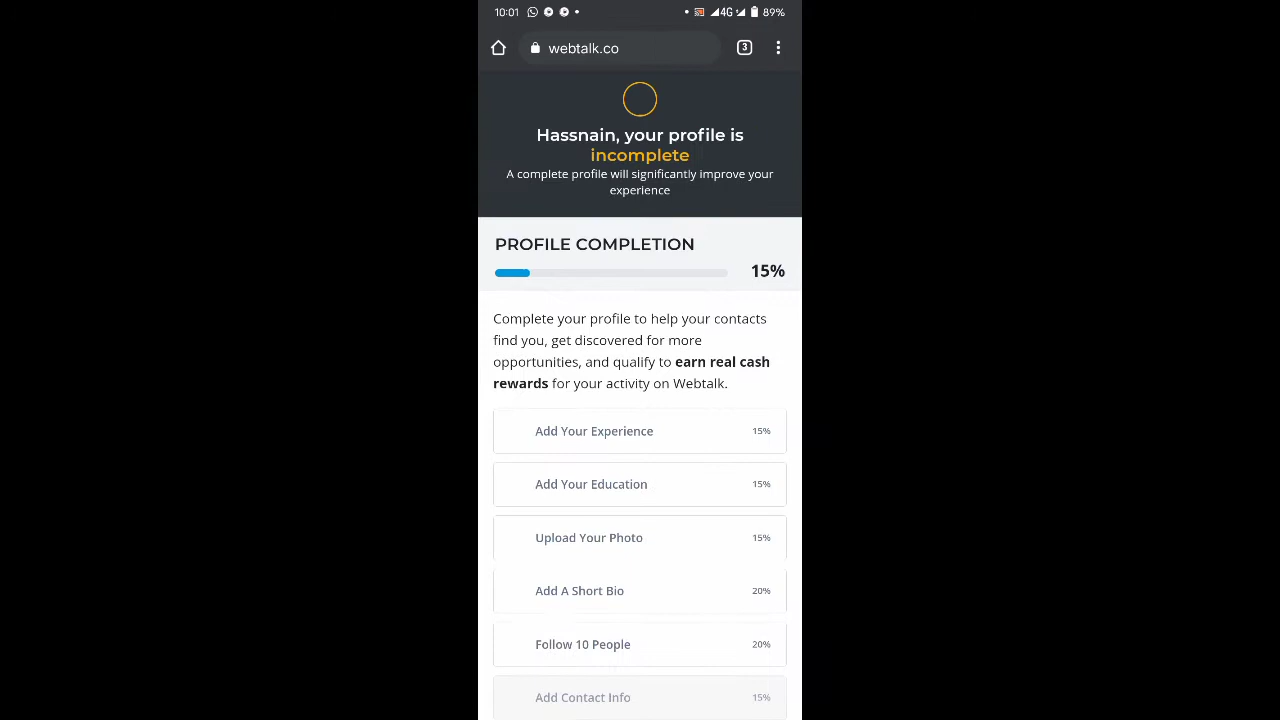 10:01 4G 89%
webtalk.co 3
Hassnain, your profile is
incomplete
A complete profile will significantly improve your
experience
PROFILE COMPLETION
15%
Complete your profile to help your contacts
find you, get discovered for more
opportunities, and qualify to earn real cash
rewards for your activity on Webtalk.
Add Your Experience 15%
Add Your Education 15%
Upload Your Photo 15%
Add A Short Bio 20%
Follow 10 People 20%
Add Contact Info 15%